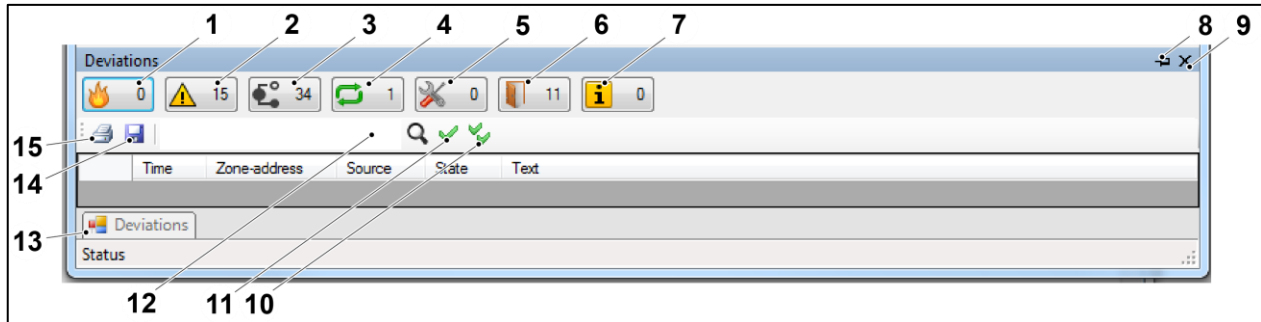 1 2 3 4 5 6 7 8 9
Deviations
0 15 34 1 0 11 i 0
15
Time Zone-address Source State Text
14
13 Deviations
Status
12 11 10